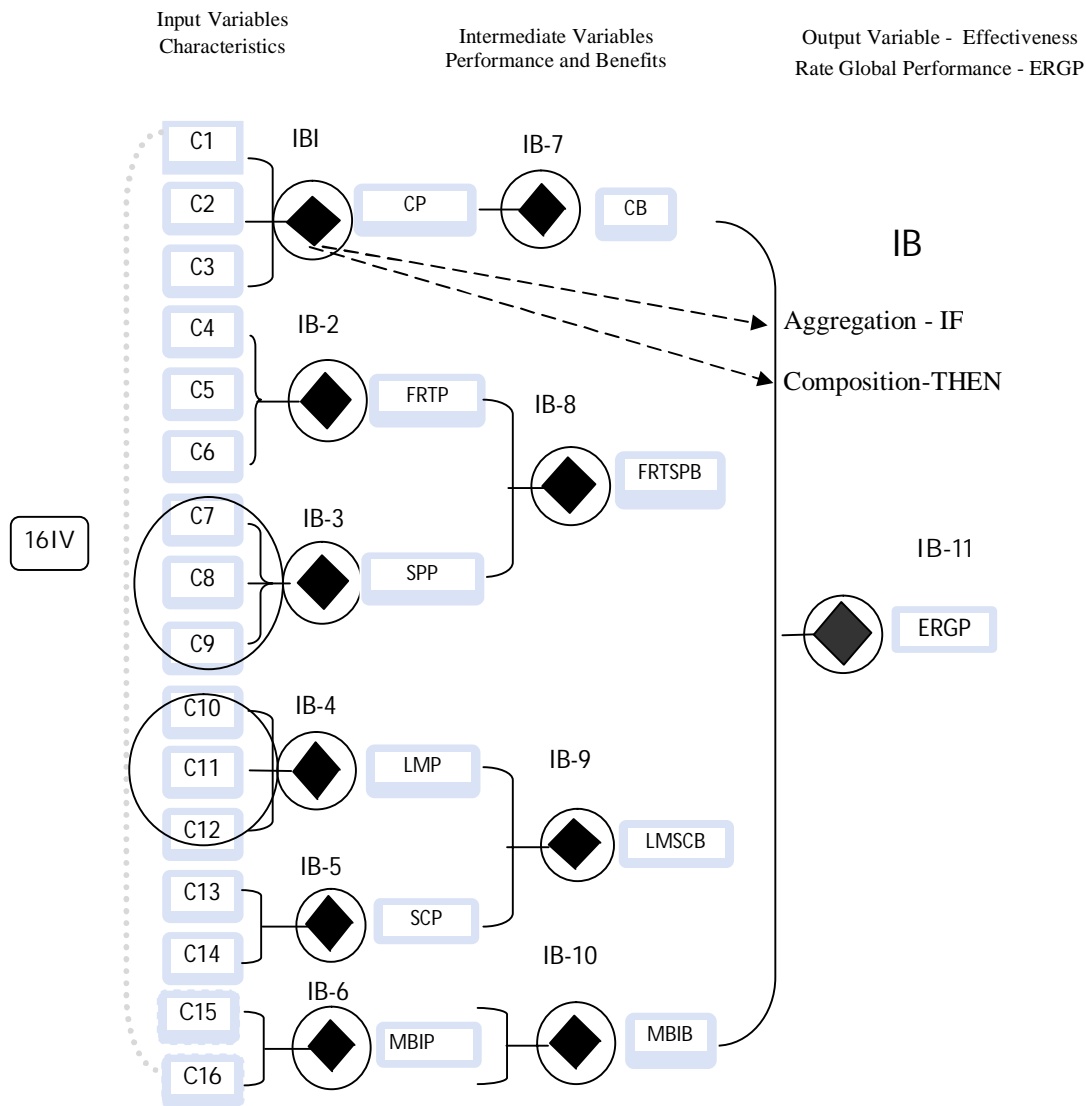 Input Variables
Characteristics
Intermediate Variables
Performance and Benefits
Output Variable - Effectiveness
Rate Global Performance - ERGP
C1
IBI
IB-7
C2
CP
CB
C3
IB
Aggregation - IF
Composition-THEN
C4
IB-2
C5
FRTP
IB-8
C6
FRTSPB
C7
IB-3
16IV
C8
SPP
IB-11
C9
ERGP
C10
IB-4
C11
LMP
IB-9
C12
LMSCB
C13
IB-5
C14
SCP
IB-10
C15
IB-6
MBIP
MBIB
C16